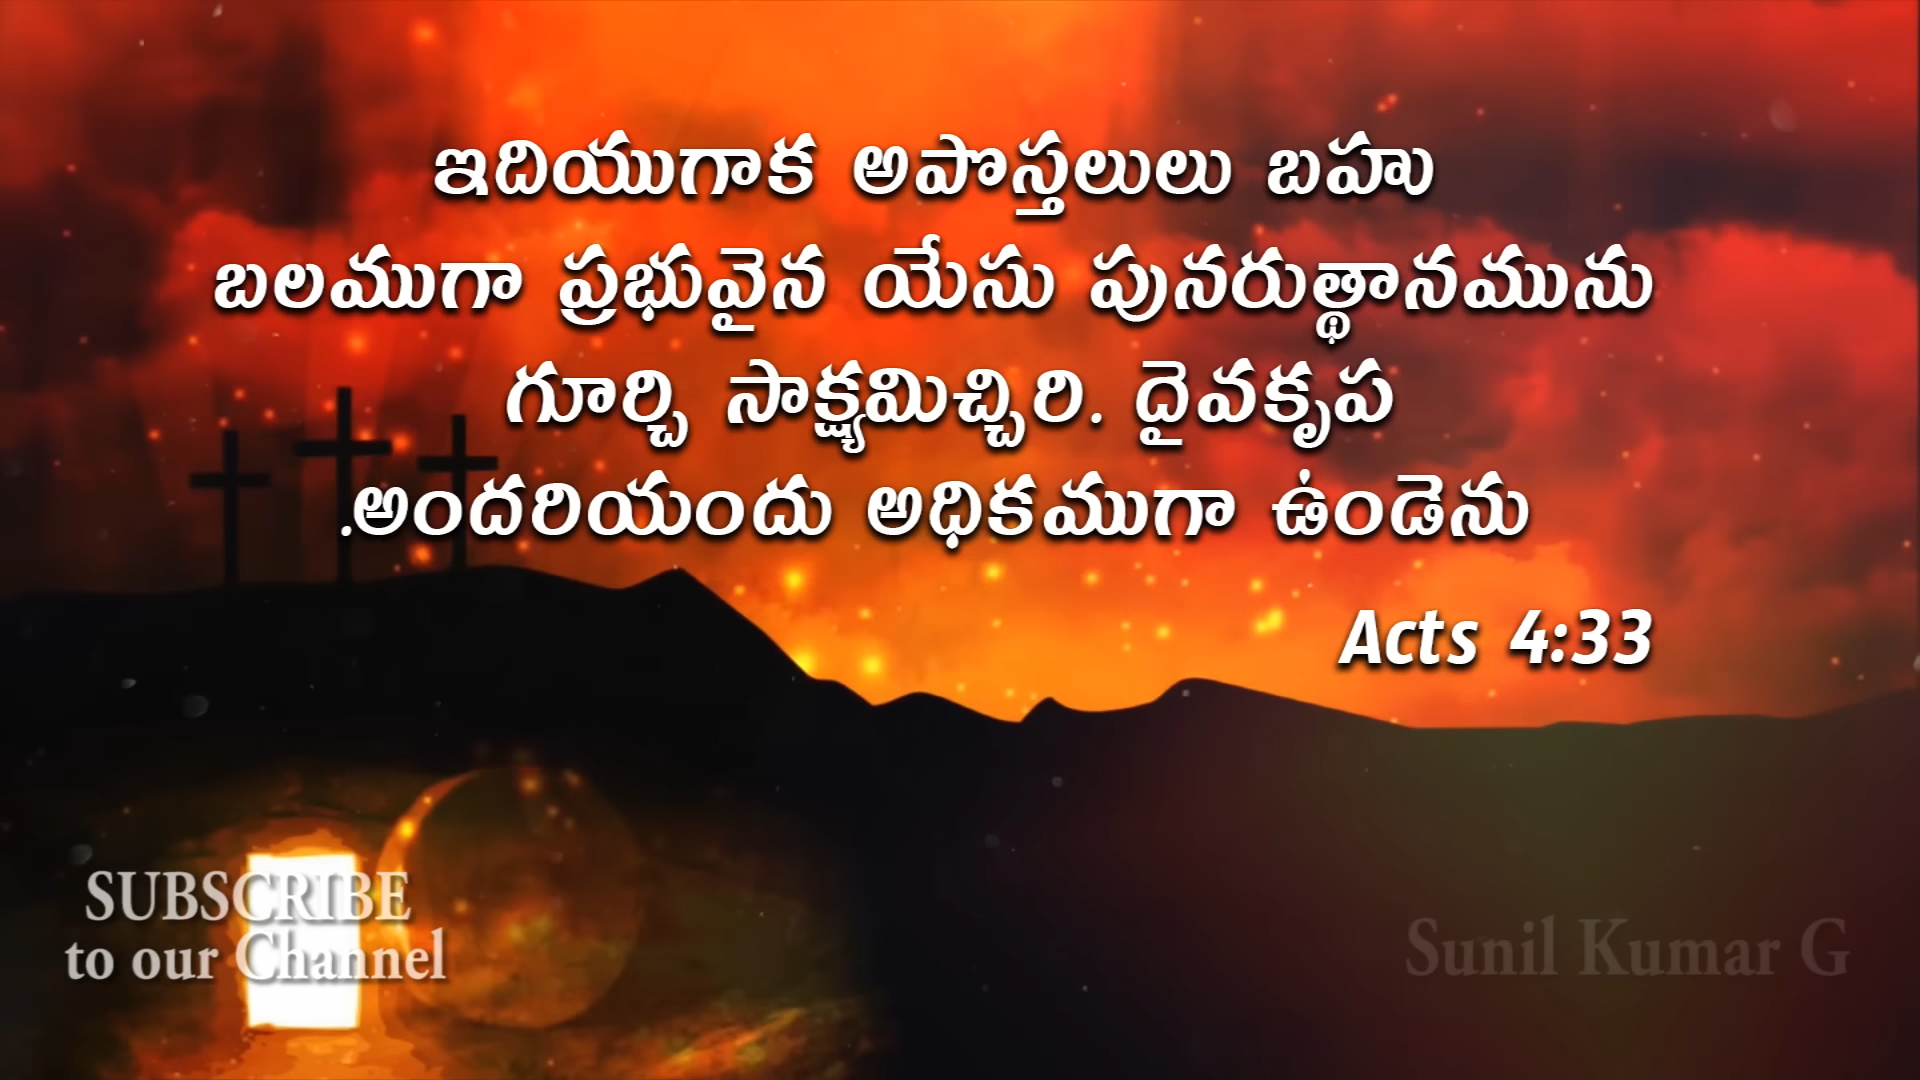 ఇదియుగాక అపొస్తలులు బహు
బలముగా ప్రభువైన యేసు పునరుత్థానమును
గూర్చి సాక్ష్యమిచ్చిరి. దైవకృప
.అందరియందు అధికముగా ఉండెను
Acts 4:33
SUBSCRIBE
to our Channel
Sunil Kumar G